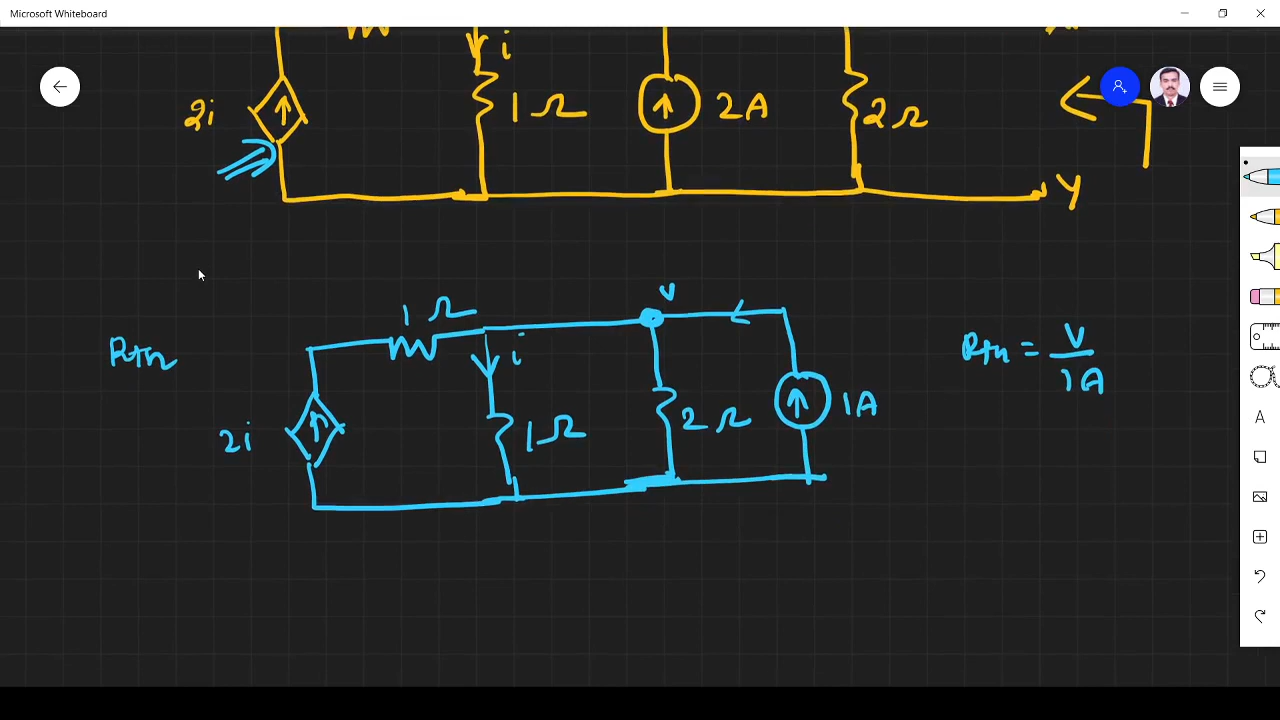 Microsoft Whiteboard
i
2i
1Ω
2A
2Ω
Y
1Ω
v
i
Rth
Rth = V/1A
2i
1Ω
2Ω
1A
A